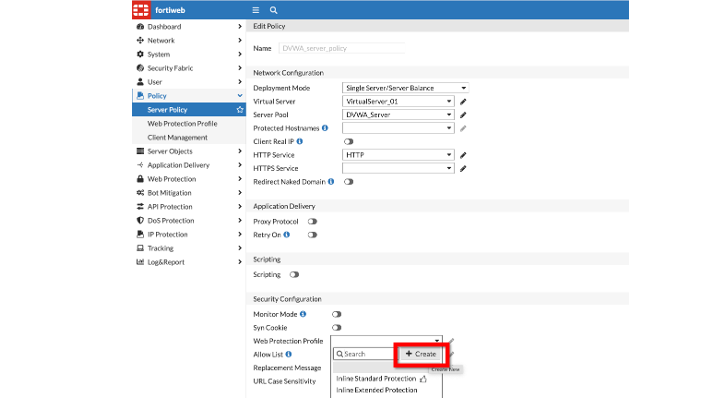 fortiweb
Dashboard
Network
System
Security Fabric
User
Policy
Server Policy
Web Protection Profile
Client Management
Server Objects
Application Delivery
Web Protection
Bot Mitigation
API Protection
DoS Protection
IP Protection
Tracking
Log&Report
Edit Policy
Name DVWA_server_policy
Network Configuration
Deployment Mode Single Server/Server Balance
Virtual Server VirtualServer_01
Server Pool DVWA_Server
Protected Hostnames
Client Real IP
HTTP Service HTTP
HTTPS Service
Redirect Naked Domain
Application Delivery
Proxy Protocol
Retry On
Scripting
Scripting
Security Configuration
Monitor Mode
Syn Cookie
Web Protection Profile
Allow List Search + Create
Replacement Message Create New
URL Case Sensitivity Inline Standard Protection
Inline Extended Protection